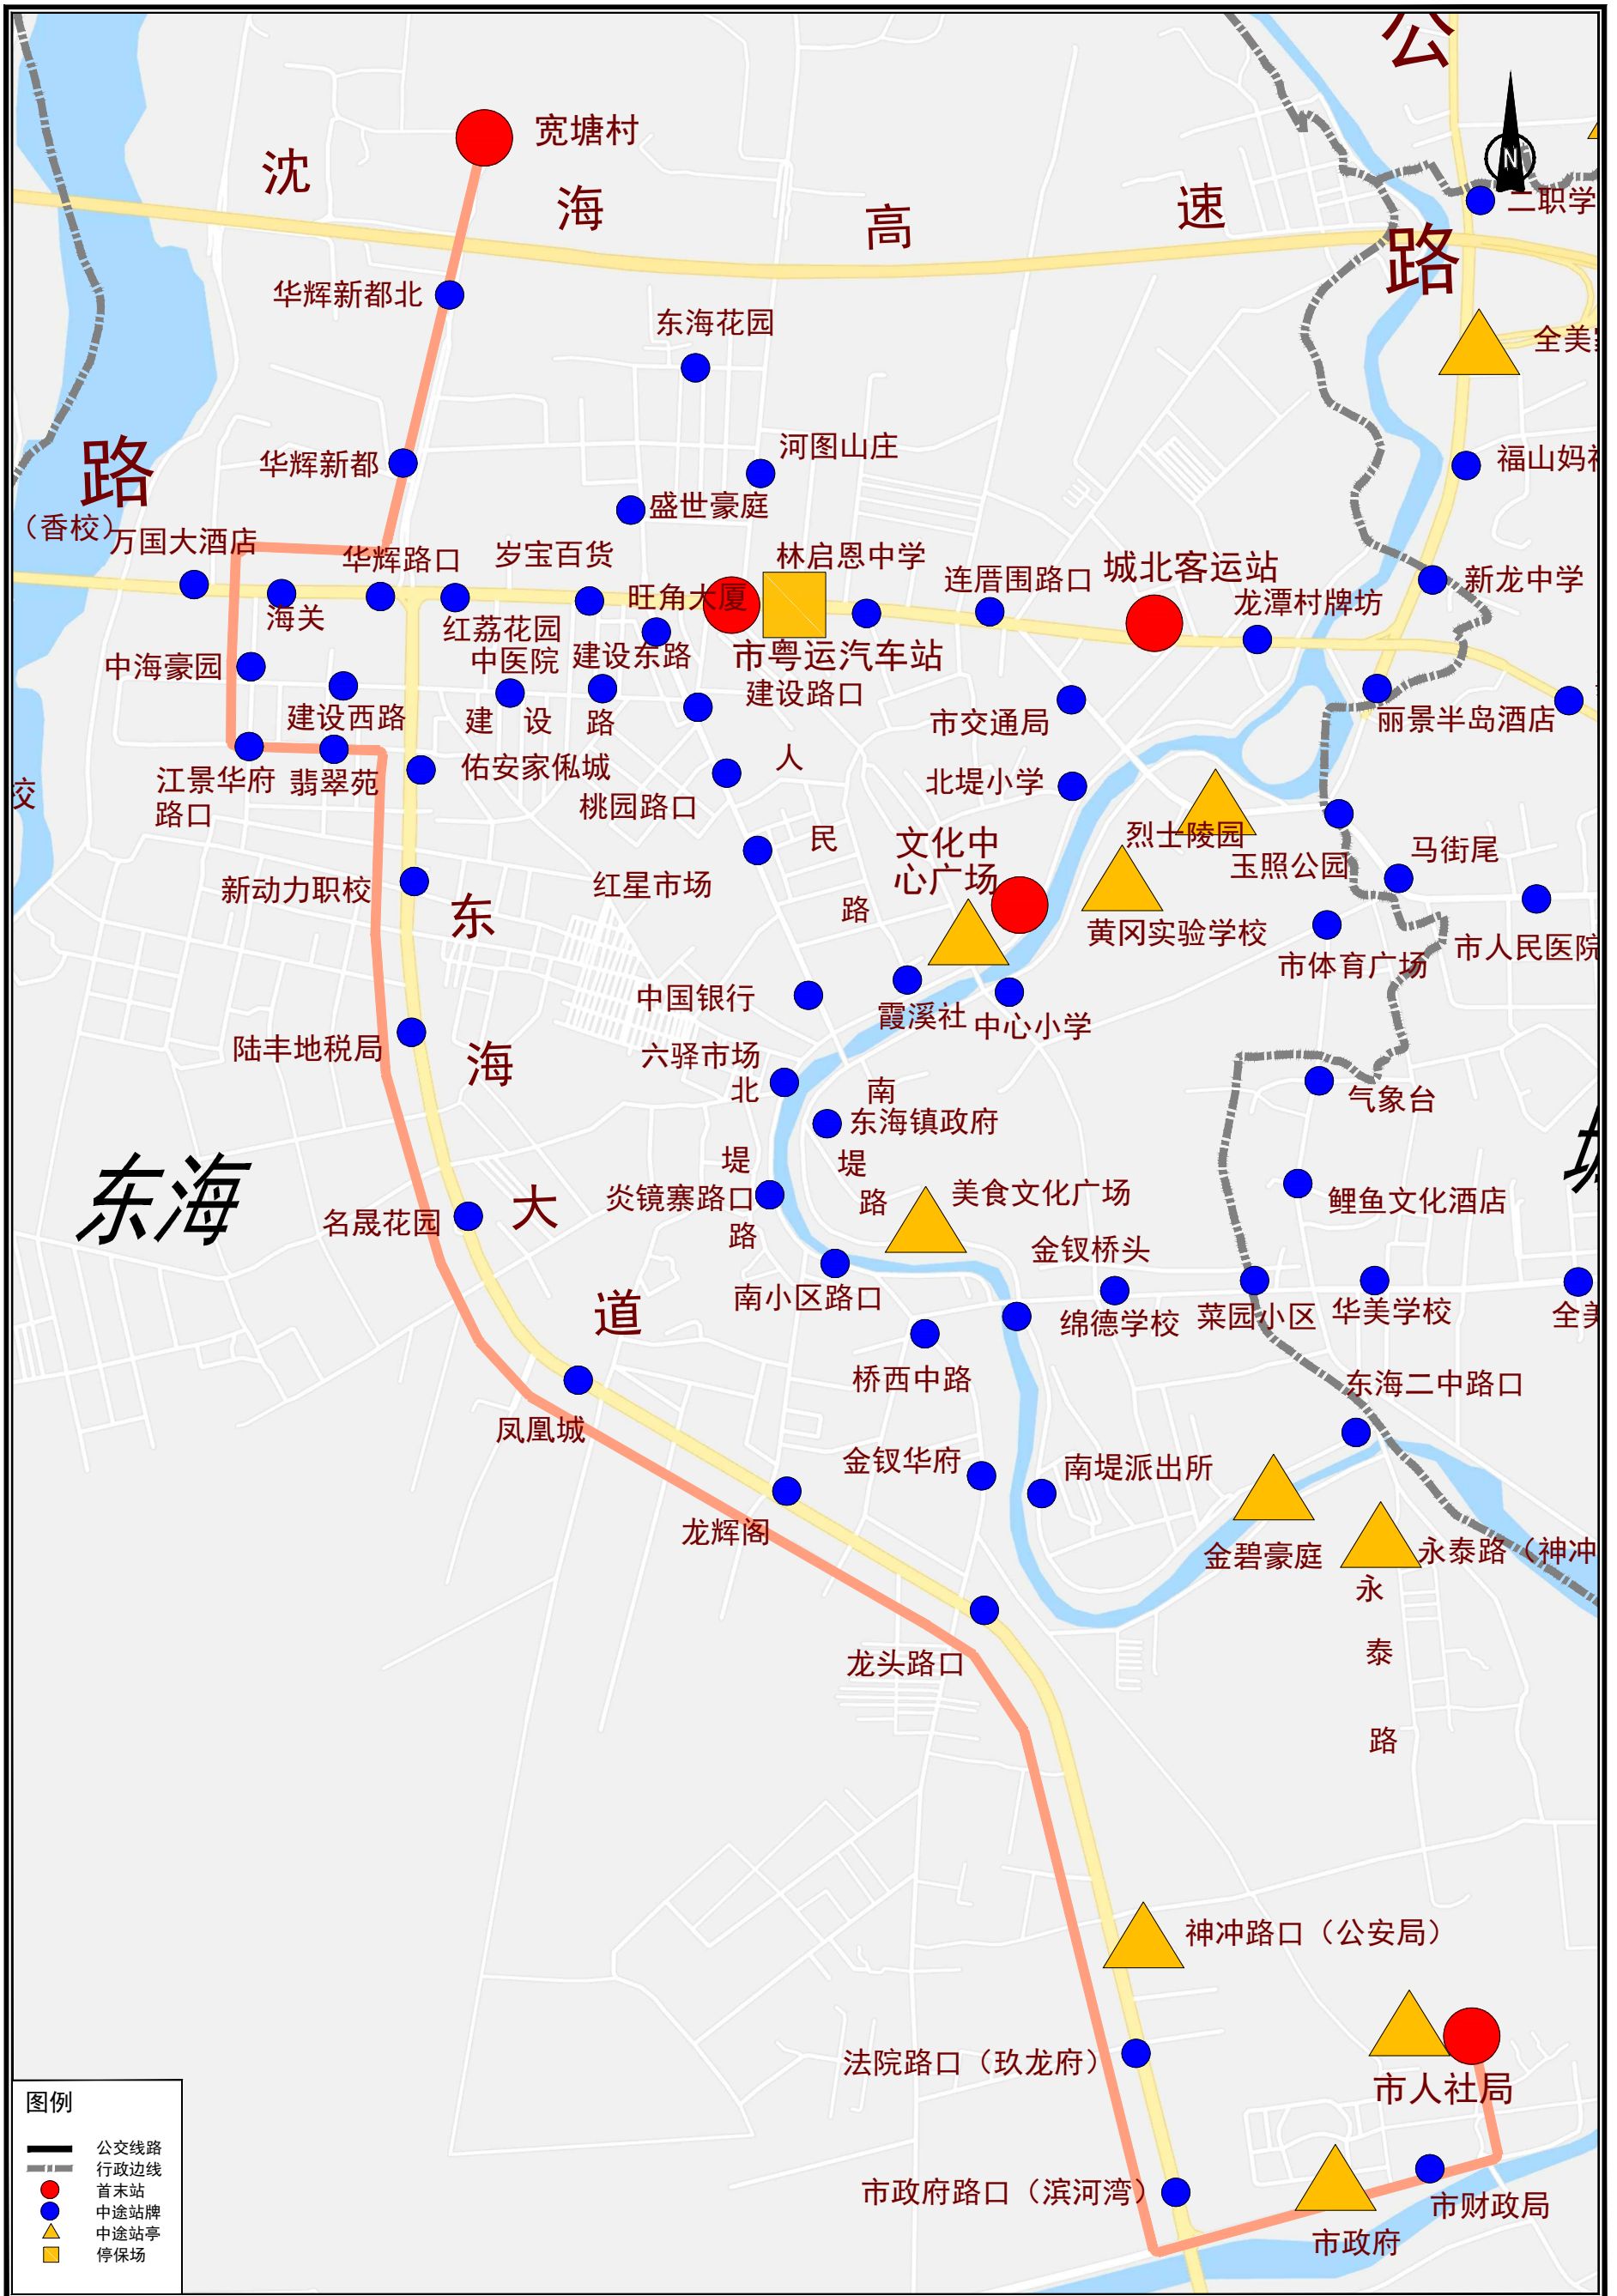 公
宽塘村
沈
海
高
速
路
二职学
华辉新都北
东海花园
全美
路
华辉新都
河图山庄
福山妈
盛世豪庭
（香校）
万国大酒店
华辉路口
岁宝百货
林启恩中学
连厝围路口
城北客运站
新龙中学
旺角大厦
龙潭村牌坊
海关
红荔花园
中海豪园
中医院
建设东路
市粤运汽车站
建设路口
建设西路
建 设 路
市交通局
丽景半岛酒店
江景华府
路口
翡翠苑
佑安家俬城
人
校
桃园路口
北堤小学
民
文化中
心广场
烈士陵园
玉照公园
马街尾
新动力职校
红星市场
路
东
黄冈实验学校
市体育广场
市人民医院
中国银行
霞溪社
中心小学
陆丰地税局
海
六驿市场
北
南
东海镇政府
气象台
东海
堤
堤
炎镜寨路口
路
路
美食文化广场
鲤鱼文化酒店
名晟花园
大
金钗桥头
南小区路口
道
绵德学校
菜园小区
华美学校
全美
桥西中路
东海二中路口
凤凰城
金钗华府
南堤派出所
龙辉阁
金碧豪庭
永泰路（神冲
永
泰
路
龙头路口
神冲路口（公安局）
法院路口（玖龙府）
市人社局
市政府路口（滨河湾）
市财政局
市政府
图例
公交线路
行政边线
首末站
中途站牌
中途站亭
停保场
N